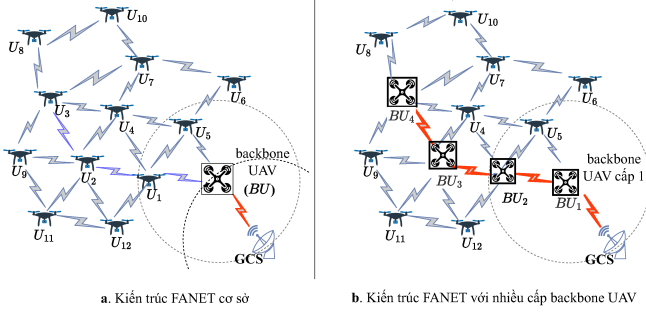 U10
U8
U7
U3
U6
U4
U5
U9
U2
U1
backbone
UAV
(BU)
U11
U12
GCS
a. Kiến trúc FANET cơ sở
U10
U8
U7
U6
BU4
U4
U5
U9
BU3
BU2
backbone
UAV cấp 1
BU1
U11
U12
GCS
b. Kiến trúc FANET với nhiều cấp backbone UAV